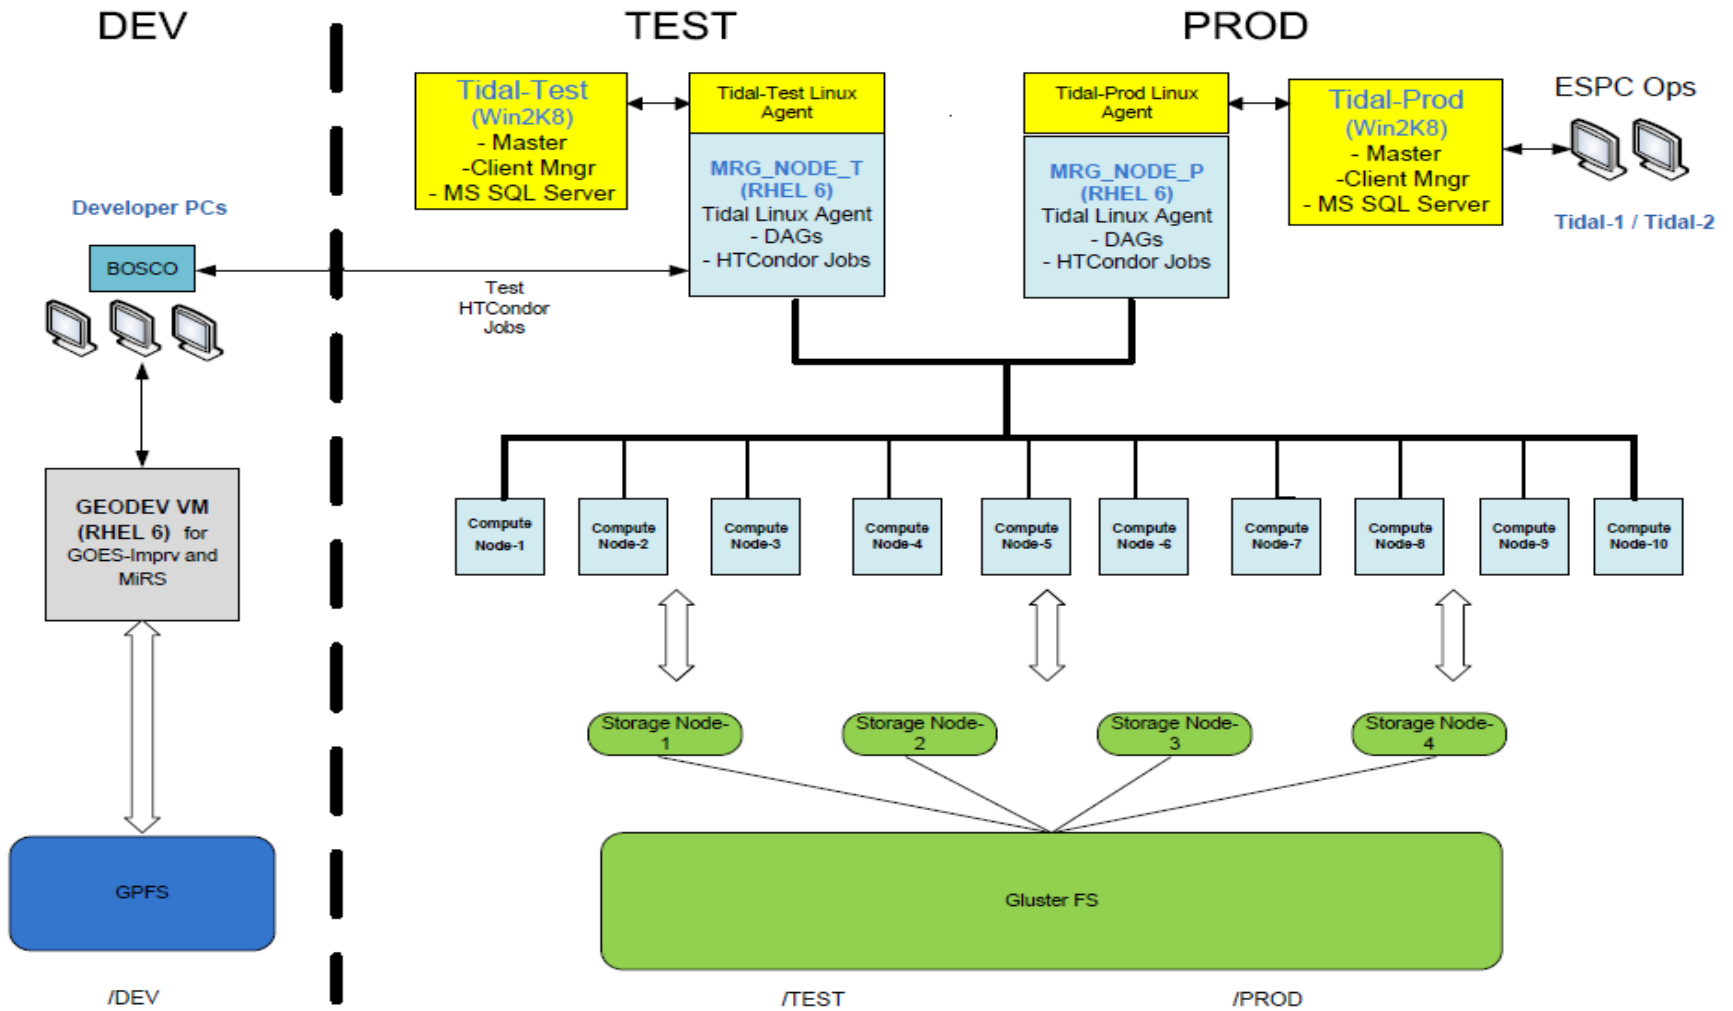 DEV
TEST
PROD
Tidal-Test
(Win2K8)
- Master
-Client Mngr
- MS SQL Server
Tidal-Test Linux
Agent
MRG_NODE_T
(RHEL 6)
Tidal Linux Agent
- DAGs
- HTCondor Jobs
Tidal-Prod Linux
Agent
MRG_NODE_P
(RHEL 6)
Tidal Linux Agent
- DAGs
- HTCondor Jobs
Tidal-Prod
(Win2K8)
- Master
-Client Mngr
- MS SQL Server
ESPC Ops
Tidal-1 / Tidal-2
Developer PCs
BOSCO
Test
HTCondor
Jobs
GEODEV VM
(RHEL 6) for
GOES-Imprv and
MiRS
Compute
Node-1
Compute
Node-2
Compute
Node-3
Compute
Node-4
Compute
Node-5
Compute
Node -6
Compute
Node-7
Compute
Node-8
Compute
Node-9
Compute
Node-10
Storage Node-
1
Storage Node-
2
Storage Node-
3
Storage Node-
4
GPFS
Gluster FS
/DEV
/TEST
/PROD